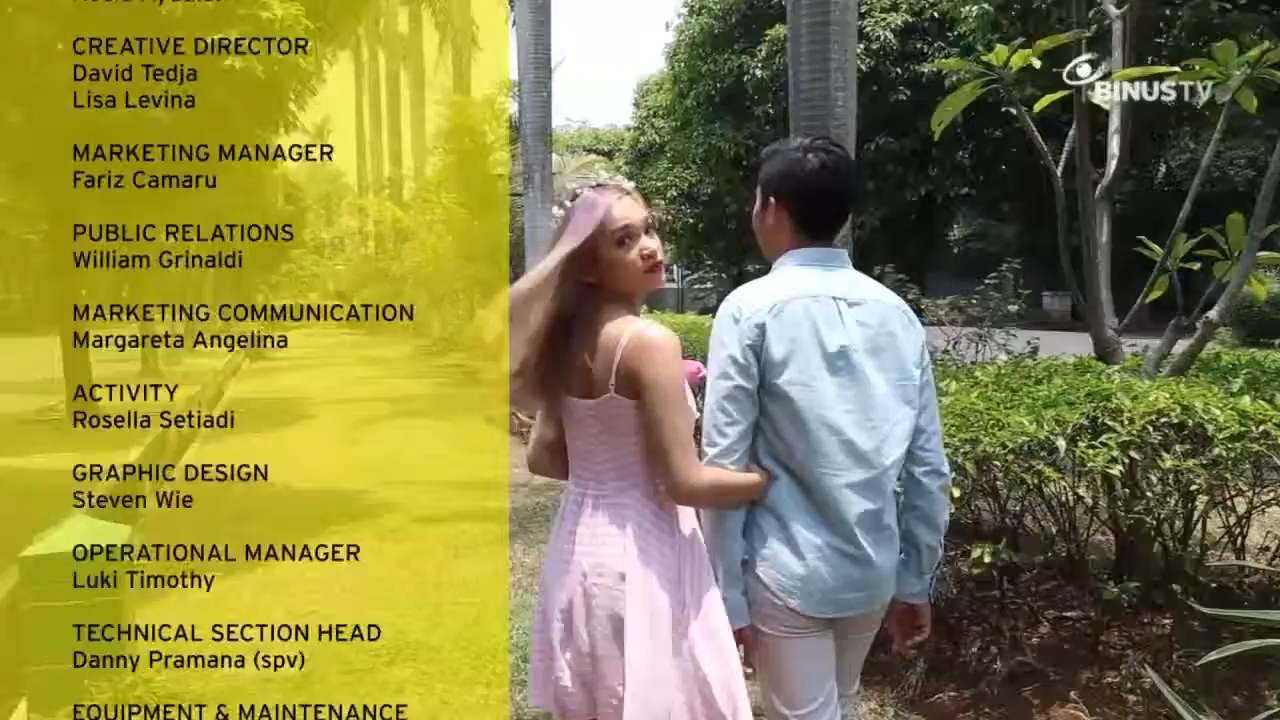 CREATIVE DIRECTOR
David Tedja
Lisa Levina
MARKETING MANAGER
Fariz Camaru
PUBLIC RELATIONS
William Grinaldi
MARKETING COMMUNICATION
Margareta Angelina
ACTIVITY
Rosella Setiadi
GRAPHIC DESIGN
Steven Wie
OPERATIONAL MANAGER
Luki Timothy
TECHNICAL SECTION HEAD
Danny Pramana (spv)
EQUIPMENT & MAINTENANCE
BINUSTV